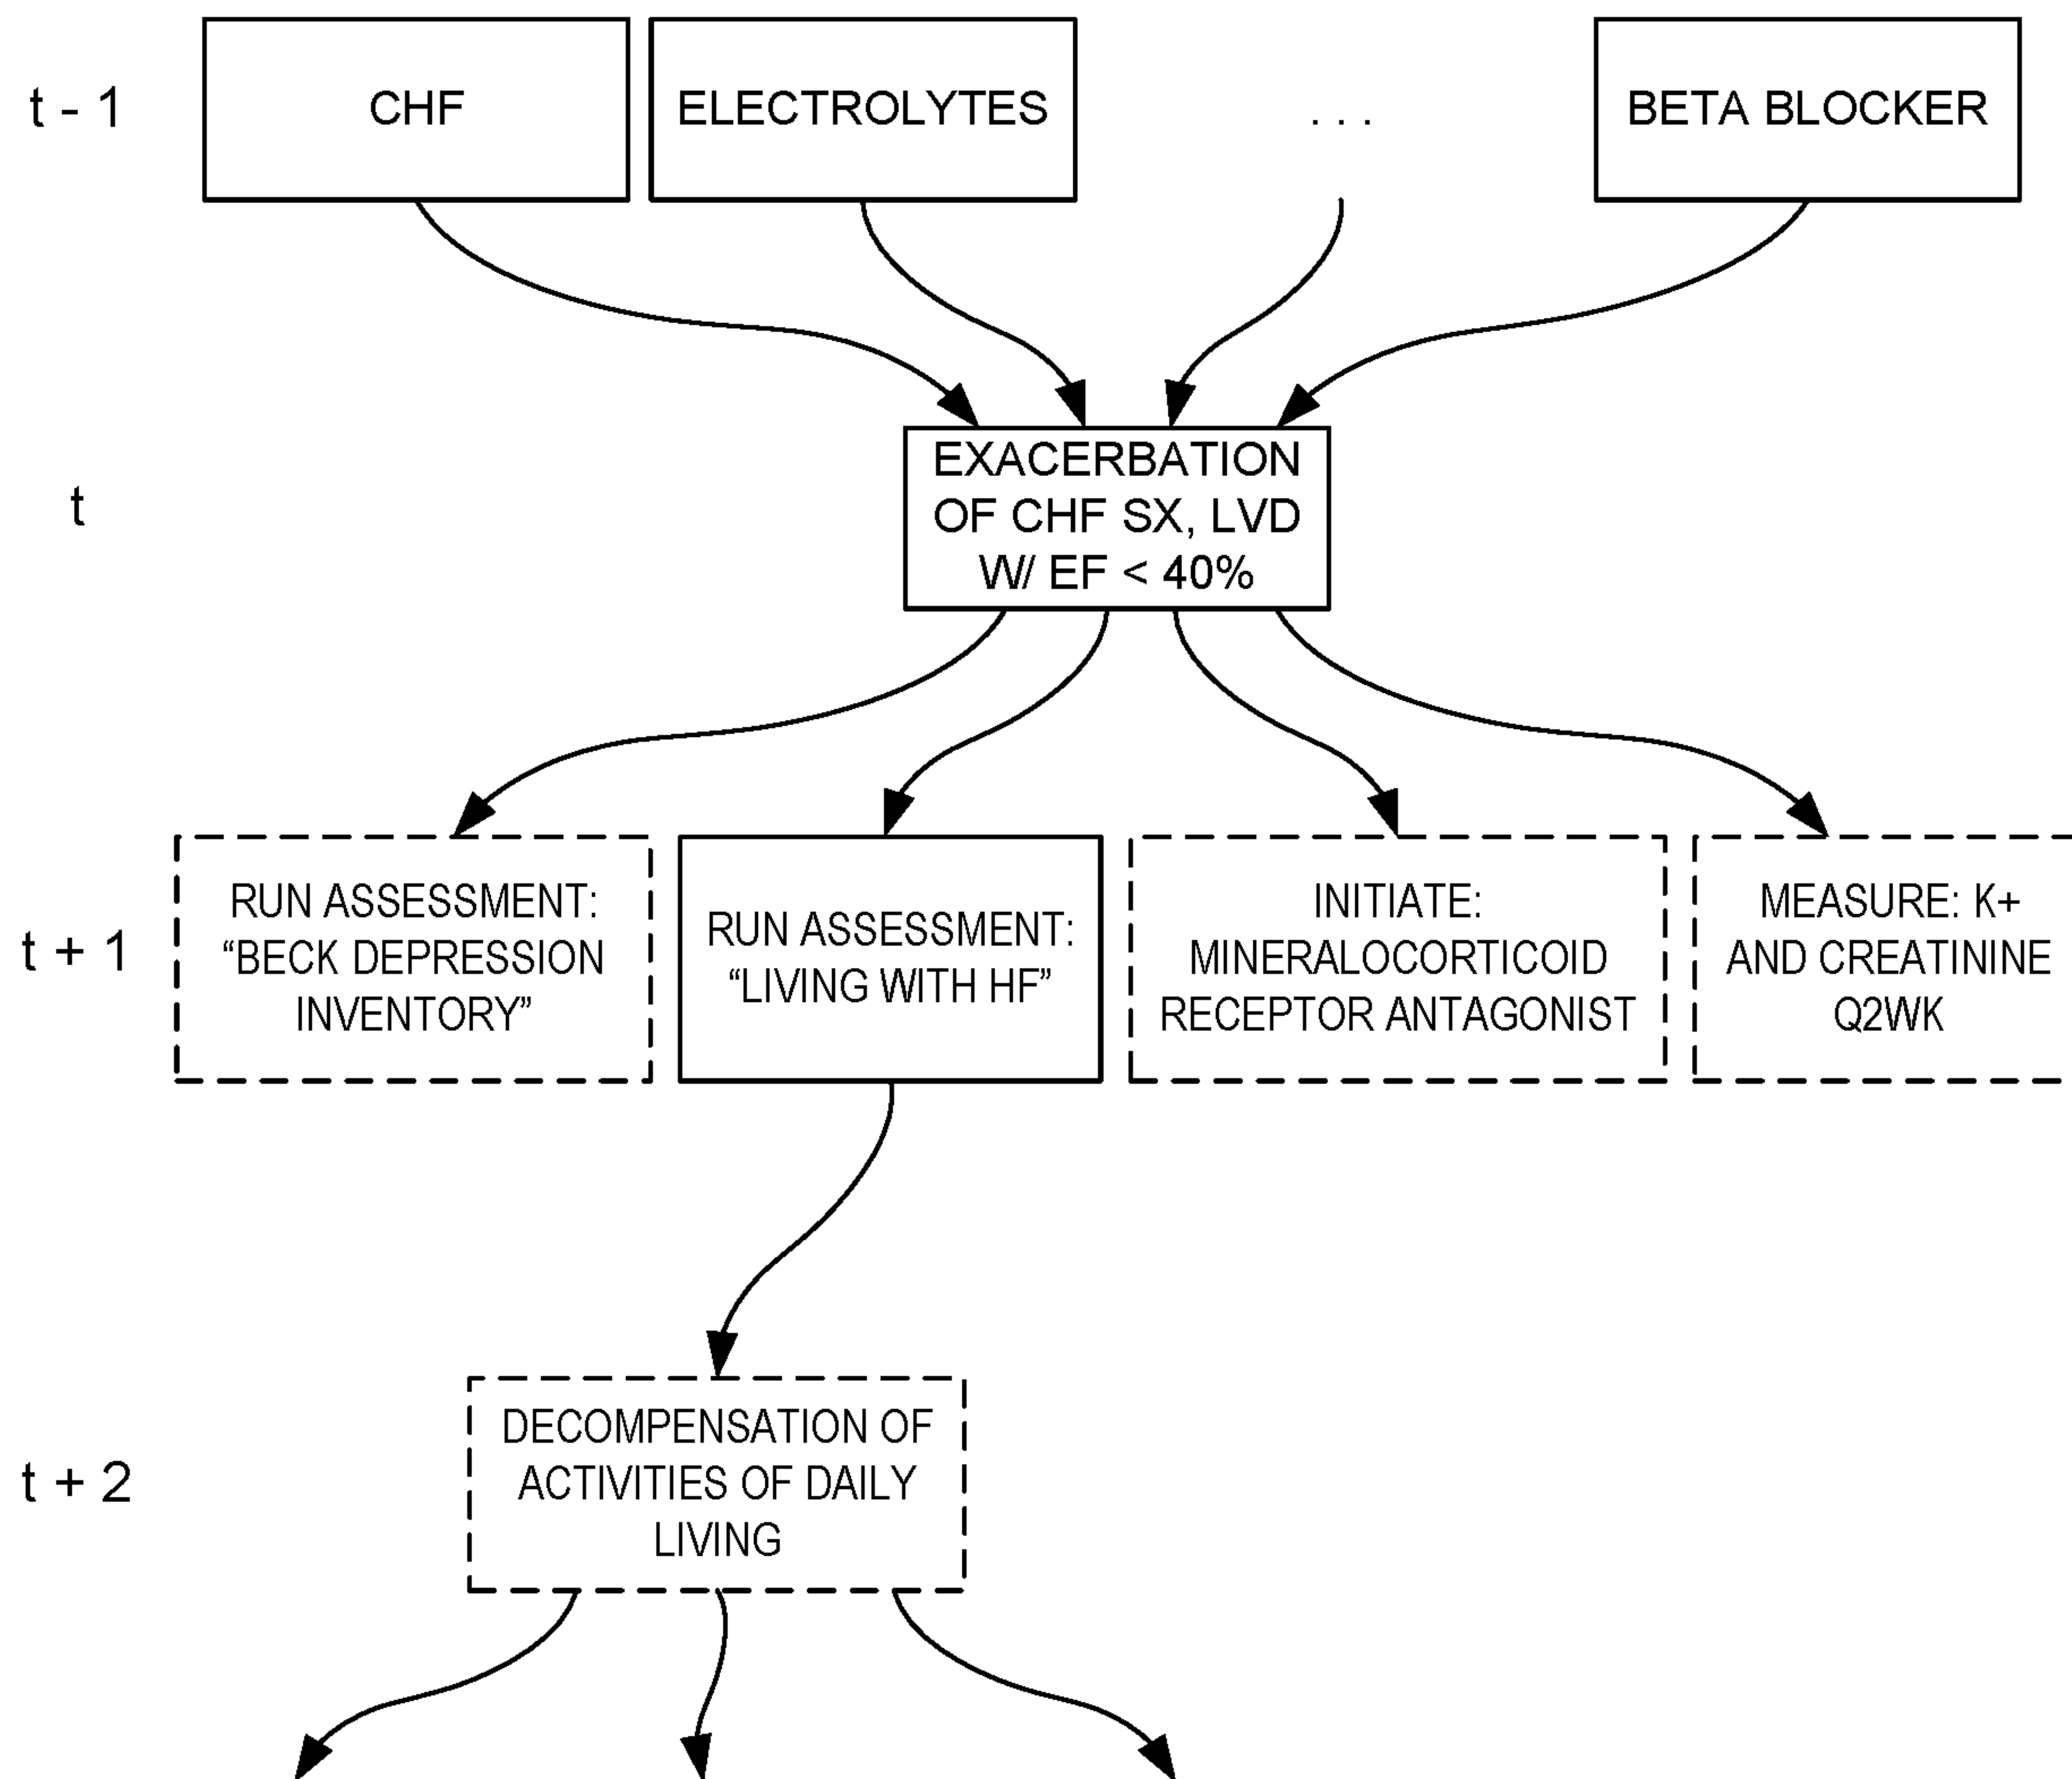 t - 1
CHF
ELECTROLYTES
. . .
BETA BLOCKER
t
EXACERBATION
OF CHF SX, LVD
W/ EF < 40%
t + 1
RUN ASSESSMENT:
“BECK DEPRESSION
INVENTORY”
RUN ASSESSMENT:
“LIVING WITH HF”
INITIATE:
MINERALOCORTICOID
RECEPTOR ANTAGONIST
MEASURE: K+
AND CREATININE
Q2WK
t + 2
DECOMPENSATION OF
ACTIVITIES OF DAILY
LIVING